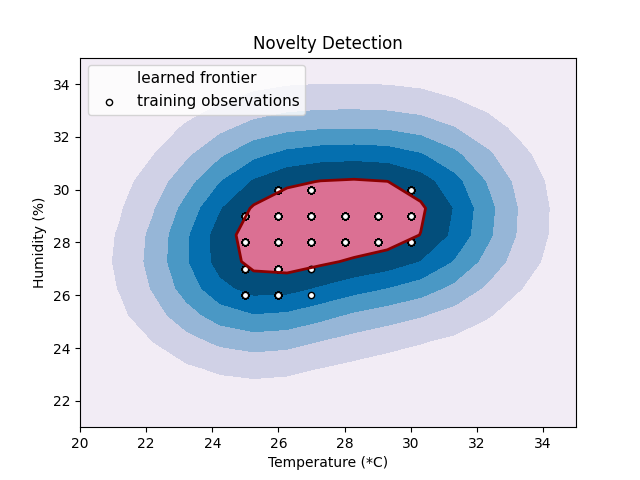 Novelty Detection
learned frontier
training observations
34
32
30
28
26
24
22
Humidity (%)
20 22 24 26 28 30 32 34
Temperature (*C)